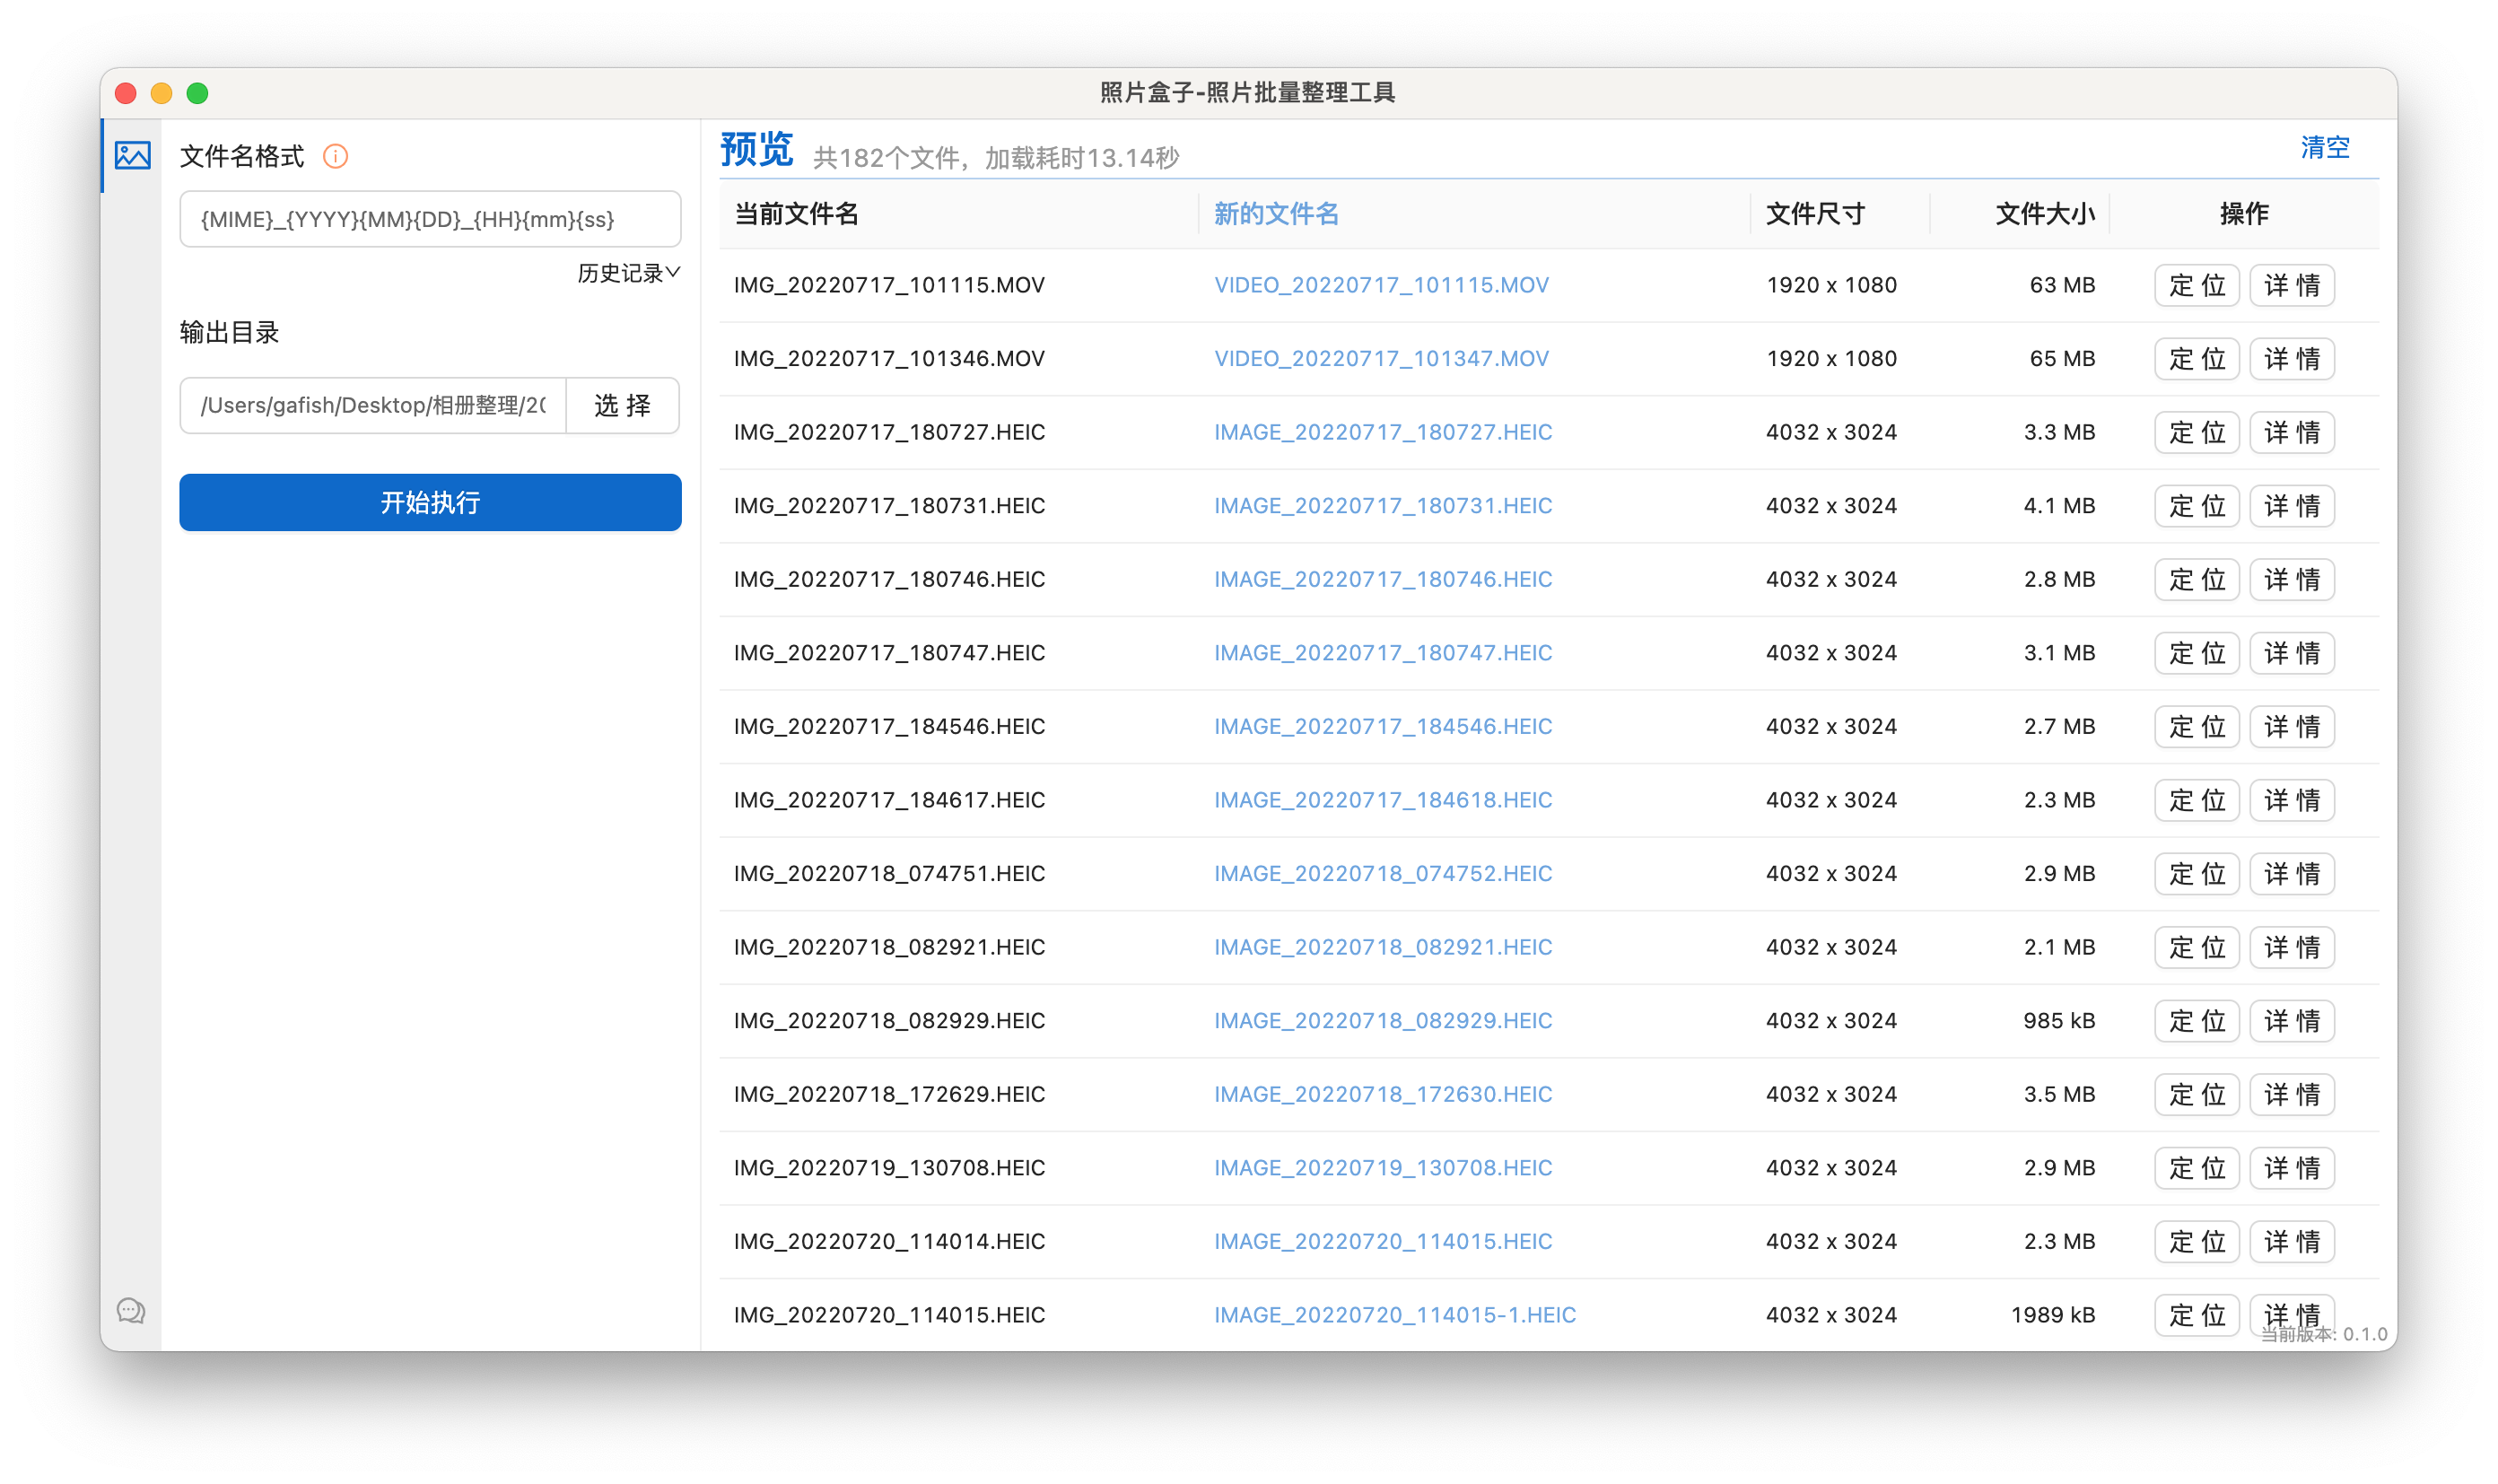 照片盒子-照片批量整理工具
文件名格式
{MIME}_{YYYY}{MM}{DD}_{HH}{mm}{ss}
历史记录
输出目录
/Users/gafish/Desktop/相册整理/20
选择
开始执行
预览 共182个文件，加载耗时13.14秒 清空
当前文件名 新的文件名 文件尺寸 文件大小 操作
IMG_20220717_101115.MOV VIDEO_20220717_101115.MOV 1920 x 1080 63 MB 定位 详情
IMG_20220717_101346.MOV VIDEO_20220717_101347.MOV 1920 x 1080 65 MB 定位 详情
IMG_20220717_180727.HEIC IMAGE_20220717_180727.HEIC 4032 x 3024 3.3 MB 定位 详情
IMG_20220717_180731.HEIC IMAGE_20220717_180731.HEIC 4032 x 3024 4.1 MB 定位 详情
IMG_20220717_180746.HEIC IMAGE_20220717_180746.HEIC 4032 x 3024 2.8 MB 定位 详情
IMG_20220717_180747.HEIC IMAGE_20220717_180747.HEIC 4032 x 3024 3.1 MB 定位 详情
IMG_20220717_184546.HEIC IMAGE_20220717_184546.HEIC 4032 x 3024 2.7 MB 定位 详情
IMG_20220717_184617.HEIC IMAGE_20220717_184618.HEIC 4032 x 3024 2.3 MB 定位 详情
IMG_20220718_074751.HEIC IMAGE_20220718_074752.HEIC 4032 x 3024 2.9 MB 定位 详情
IMG_20220718_082921.HEIC IMAGE_20220718_082921.HEIC 4032 x 3024 2.1 MB 定位 详情
IMG_20220718_082929.HEIC IMAGE_20220718_082929.HEIC 4032 x 3024 985 kB 定位 详情
IMG_20220718_172629.HEIC IMAGE_20220718_172630.HEIC 4032 x 3024 3.5 MB 定位 详情
IMG_20220719_130708.HEIC IMAGE_20220719_130708.HEIC 4032 x 3024 2.9 MB 定位 详情
IMG_20220720_114014.HEIC IMAGE_20220720_114015.HEIC 4032 x 3024 2.3 MB 定位 详情
IMG_20220720_114015.HEIC IMAGE_20220720_114015-1.HEIC 4032 x 3024 1989 kB 定位 详情
当前版本: 0.1.0